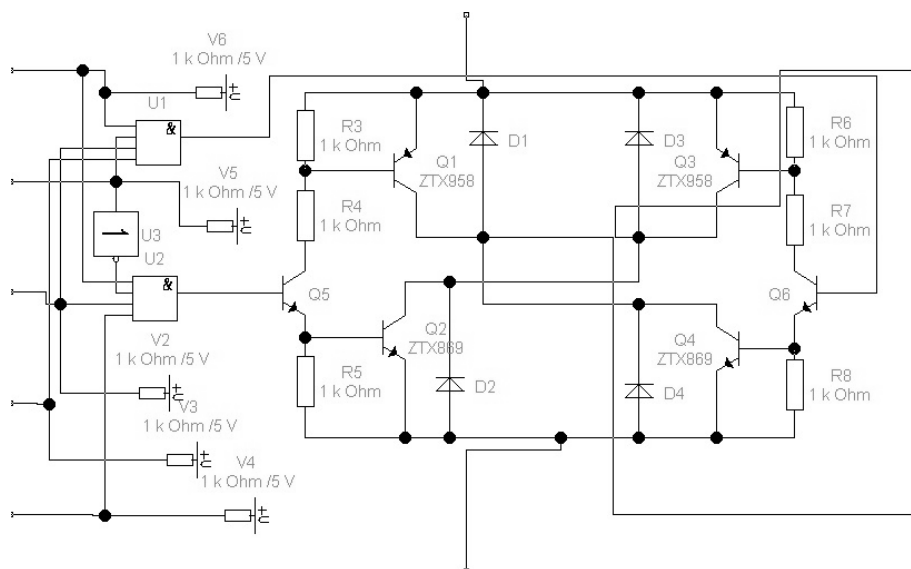 V6
1 k Ohm /5 V
U1
&
R3
1 k Ohm
D1
D3
R6
1 k Ohm
Q1
ZTX958
Q3
ZTX958
V5
1 k Ohm /5 V
R4
1 k Ohm
R7
1 k Ohm
1
U3
U2
&
Q5
Q6
Q2
ZTX869
Q4
ZTX869
V2
1 k Ohm /5 V
R5
1 k Ohm
D2
D4
R8
1 k Ohm
V3
1 k Ohm /5 V
V4
1 k Ohm /5 V